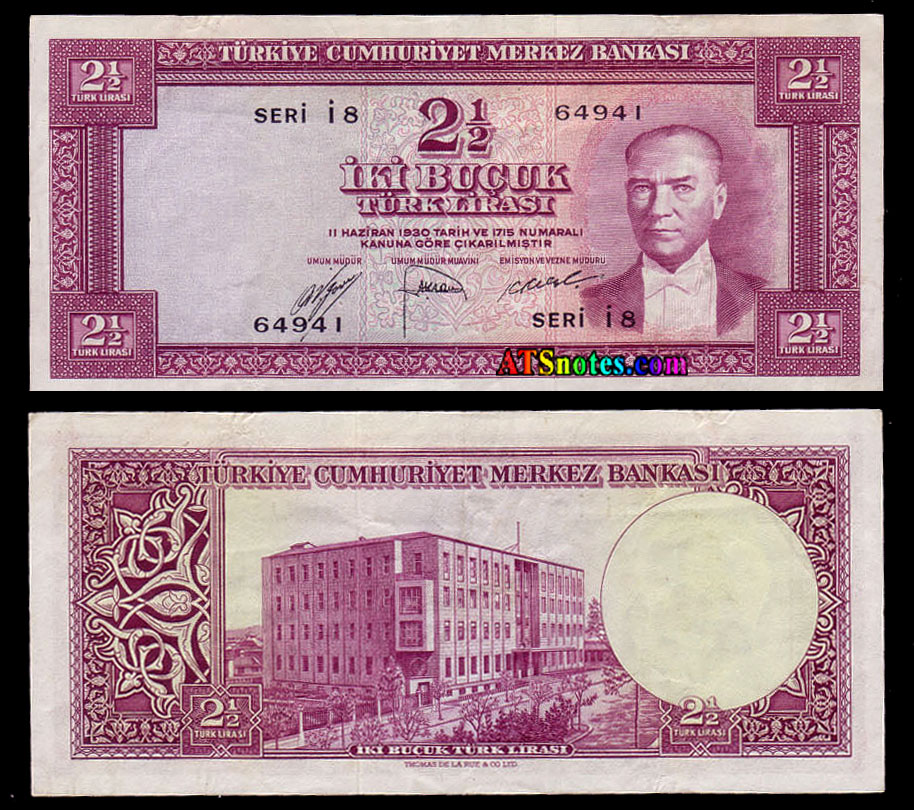 TÜRKİYE CUMHURİYET MERKEZ BANKASI
2½
TÜRK LİRASI
2½
TÜRK LİRASI
SERİ İ 8
2½
64941
İKİ BUÇUK
TÜRK LİRASI
11 HAZİRAN 1930 TARİH VE 1715 NUMARALI
KANUNA GÖRE ÇIKARILMIŞTIR
UMUM MÜDÜR UMUM MÜDÜR MUAVİNİ EMİSYON VE VEZNE MÜDÜRÜ
64941
SERİ İ 8
2½
TÜRK LİRASI
2½
TÜRK LİRASI
ATSnotes.com
TÜRKİYE CUMHURİYET MERKEZ BANKASI
2½
TÜRK LİRASI
2½
TÜRK LİRASI
İKİ BUÇUK TÜRK LİRASI
THOMAS DE LA RUE & CO LTD.